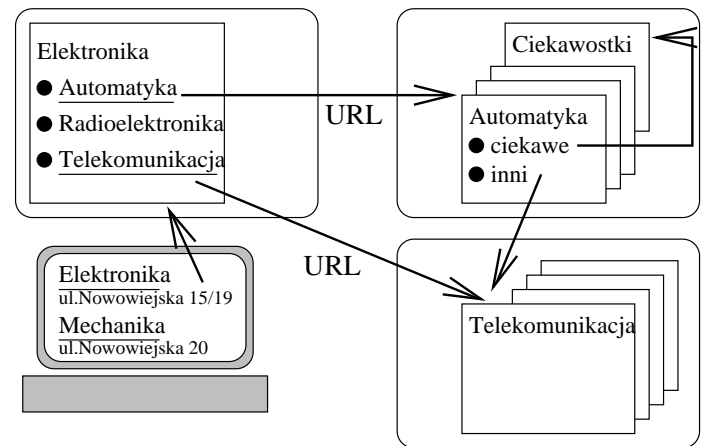 Elektronika
Automatyka
Radioelektronika
Telekomunikacja
URL
Ciekawostki
Automatyka
ciekawe
inni
URL
Elektronika
ul.Nowowiejska 15/19
Mechanika
ul.Nowowiejska 20
Telekomunikacja